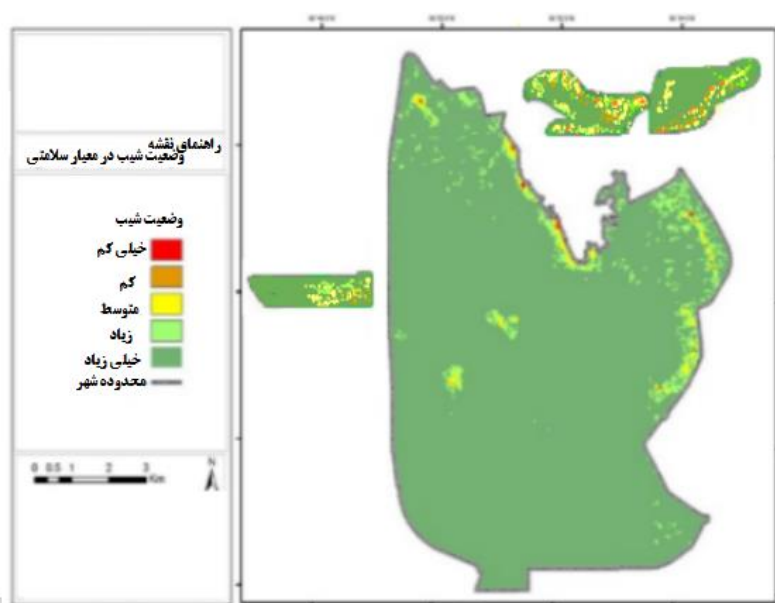 راهنمای نقشه
وضعیت شیب در معیار سلامتی
وضعیت شیب
خیلی کم
کم
متوسط
زیاد
خیلی زیاد
محدوده شهر
0 0.5 1 2 3
Km
N